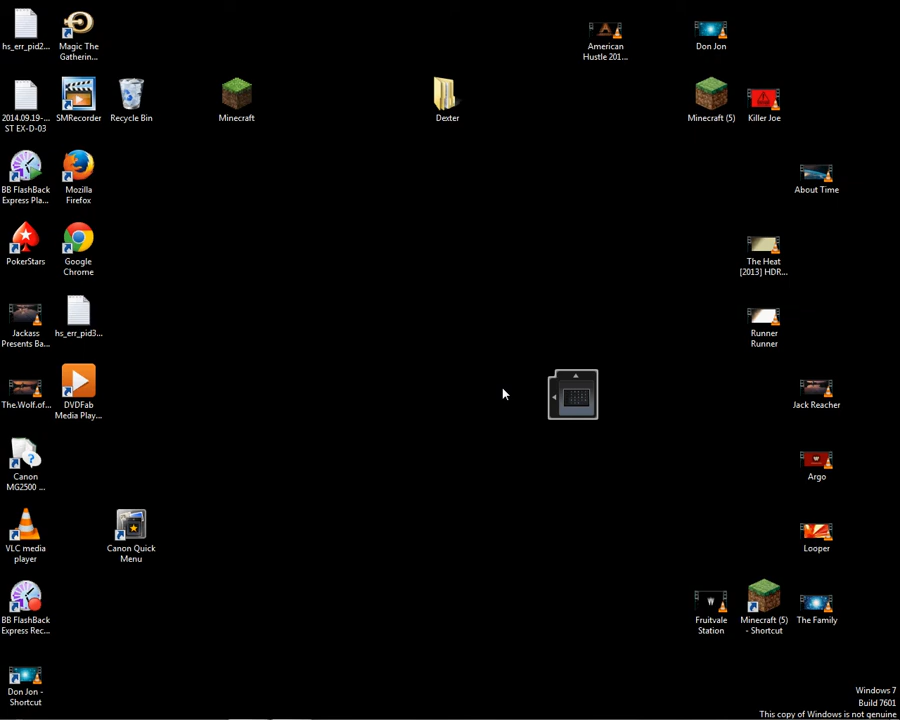 hs_err_pid2...
Magic The
Gatherin...
American
Hustle 201...
Don Jon
2014.09.19-...
ST EX-D-03
SMRecorder
Recycle Bin
Minecraft
Dexter
Minecraft (5)
Killer Joe
BB FlashBack
Express Pla...
Mozilla
Firefox
About Time
PokerStars
Google
Chrome
The Heat
[2013] HDR...
Jackass
Presents Ba...
hs_err_pid3...
Runner
Runner
The.Wolf.of...
DVDFab
Media Play...
Jack Reacher
Canon
MG2500 ...
Argo
VLC media
player
Canon Quick
Menu
Looper
BB FlashBack
Express Rec...
Fruitvale
Station
Minecraft (5)
- Shortcut
The Family
Don Jon -
Shortcut
Windows 7
Build 7601
This copy of Windows is not genuine